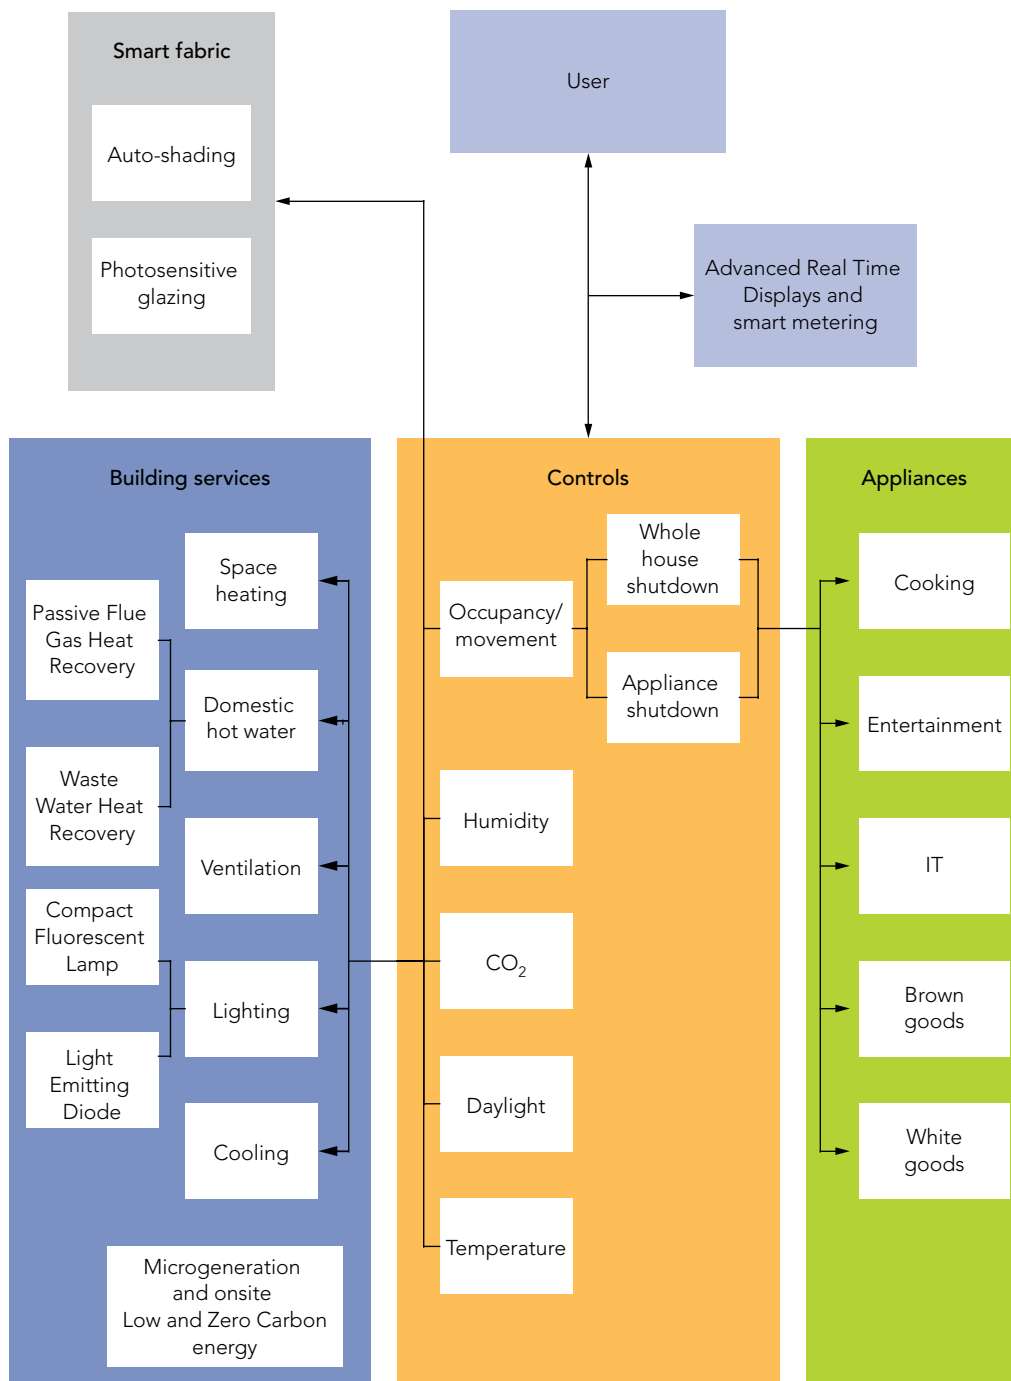 Smart fabric
Auto-shading
Photosensitive
glazing
User
Advanced Real Time
Displays and
smart metering
Building services
Space
heating
Passive Flue
Gas Heat
Recovery
Domestic
hot water
Waste
Water Heat
Recovery
Ventilation
Compact
Fluorescent
Lamp
Lighting
Light
Emitting
Diode
Cooling
Microgeneration
and onsite
Low and Zero Carbon
energy
Controls
Whole
house
shutdown
Occupancy/
movement
Appliance
shutdown
Humidity
CO₂
Daylight
Temperature
Appliances
Cooking
Entertainment
IT
Brown
goods
White
goods